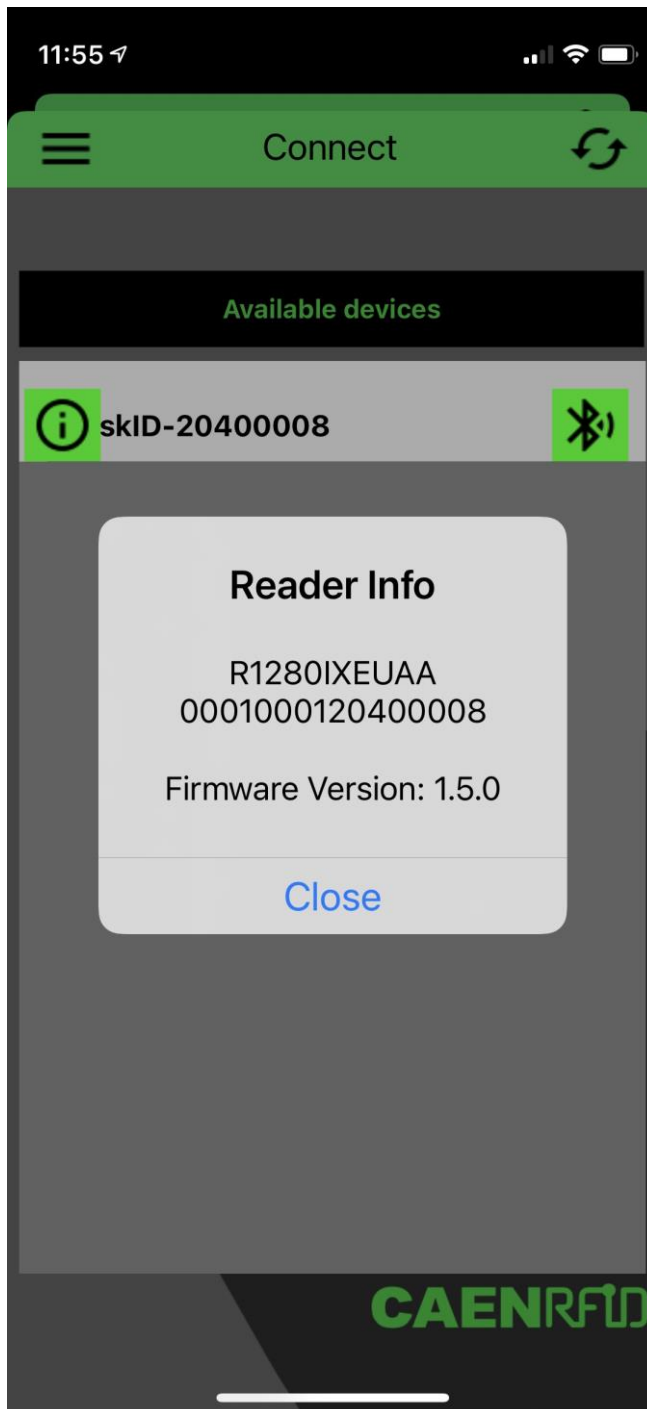 11:55
Connect
Available devices
skID-20400008
Reader Info
R1280IXEUAA
0001000120400008
Firmware Version: 1.5.0
Close
CAENRFID